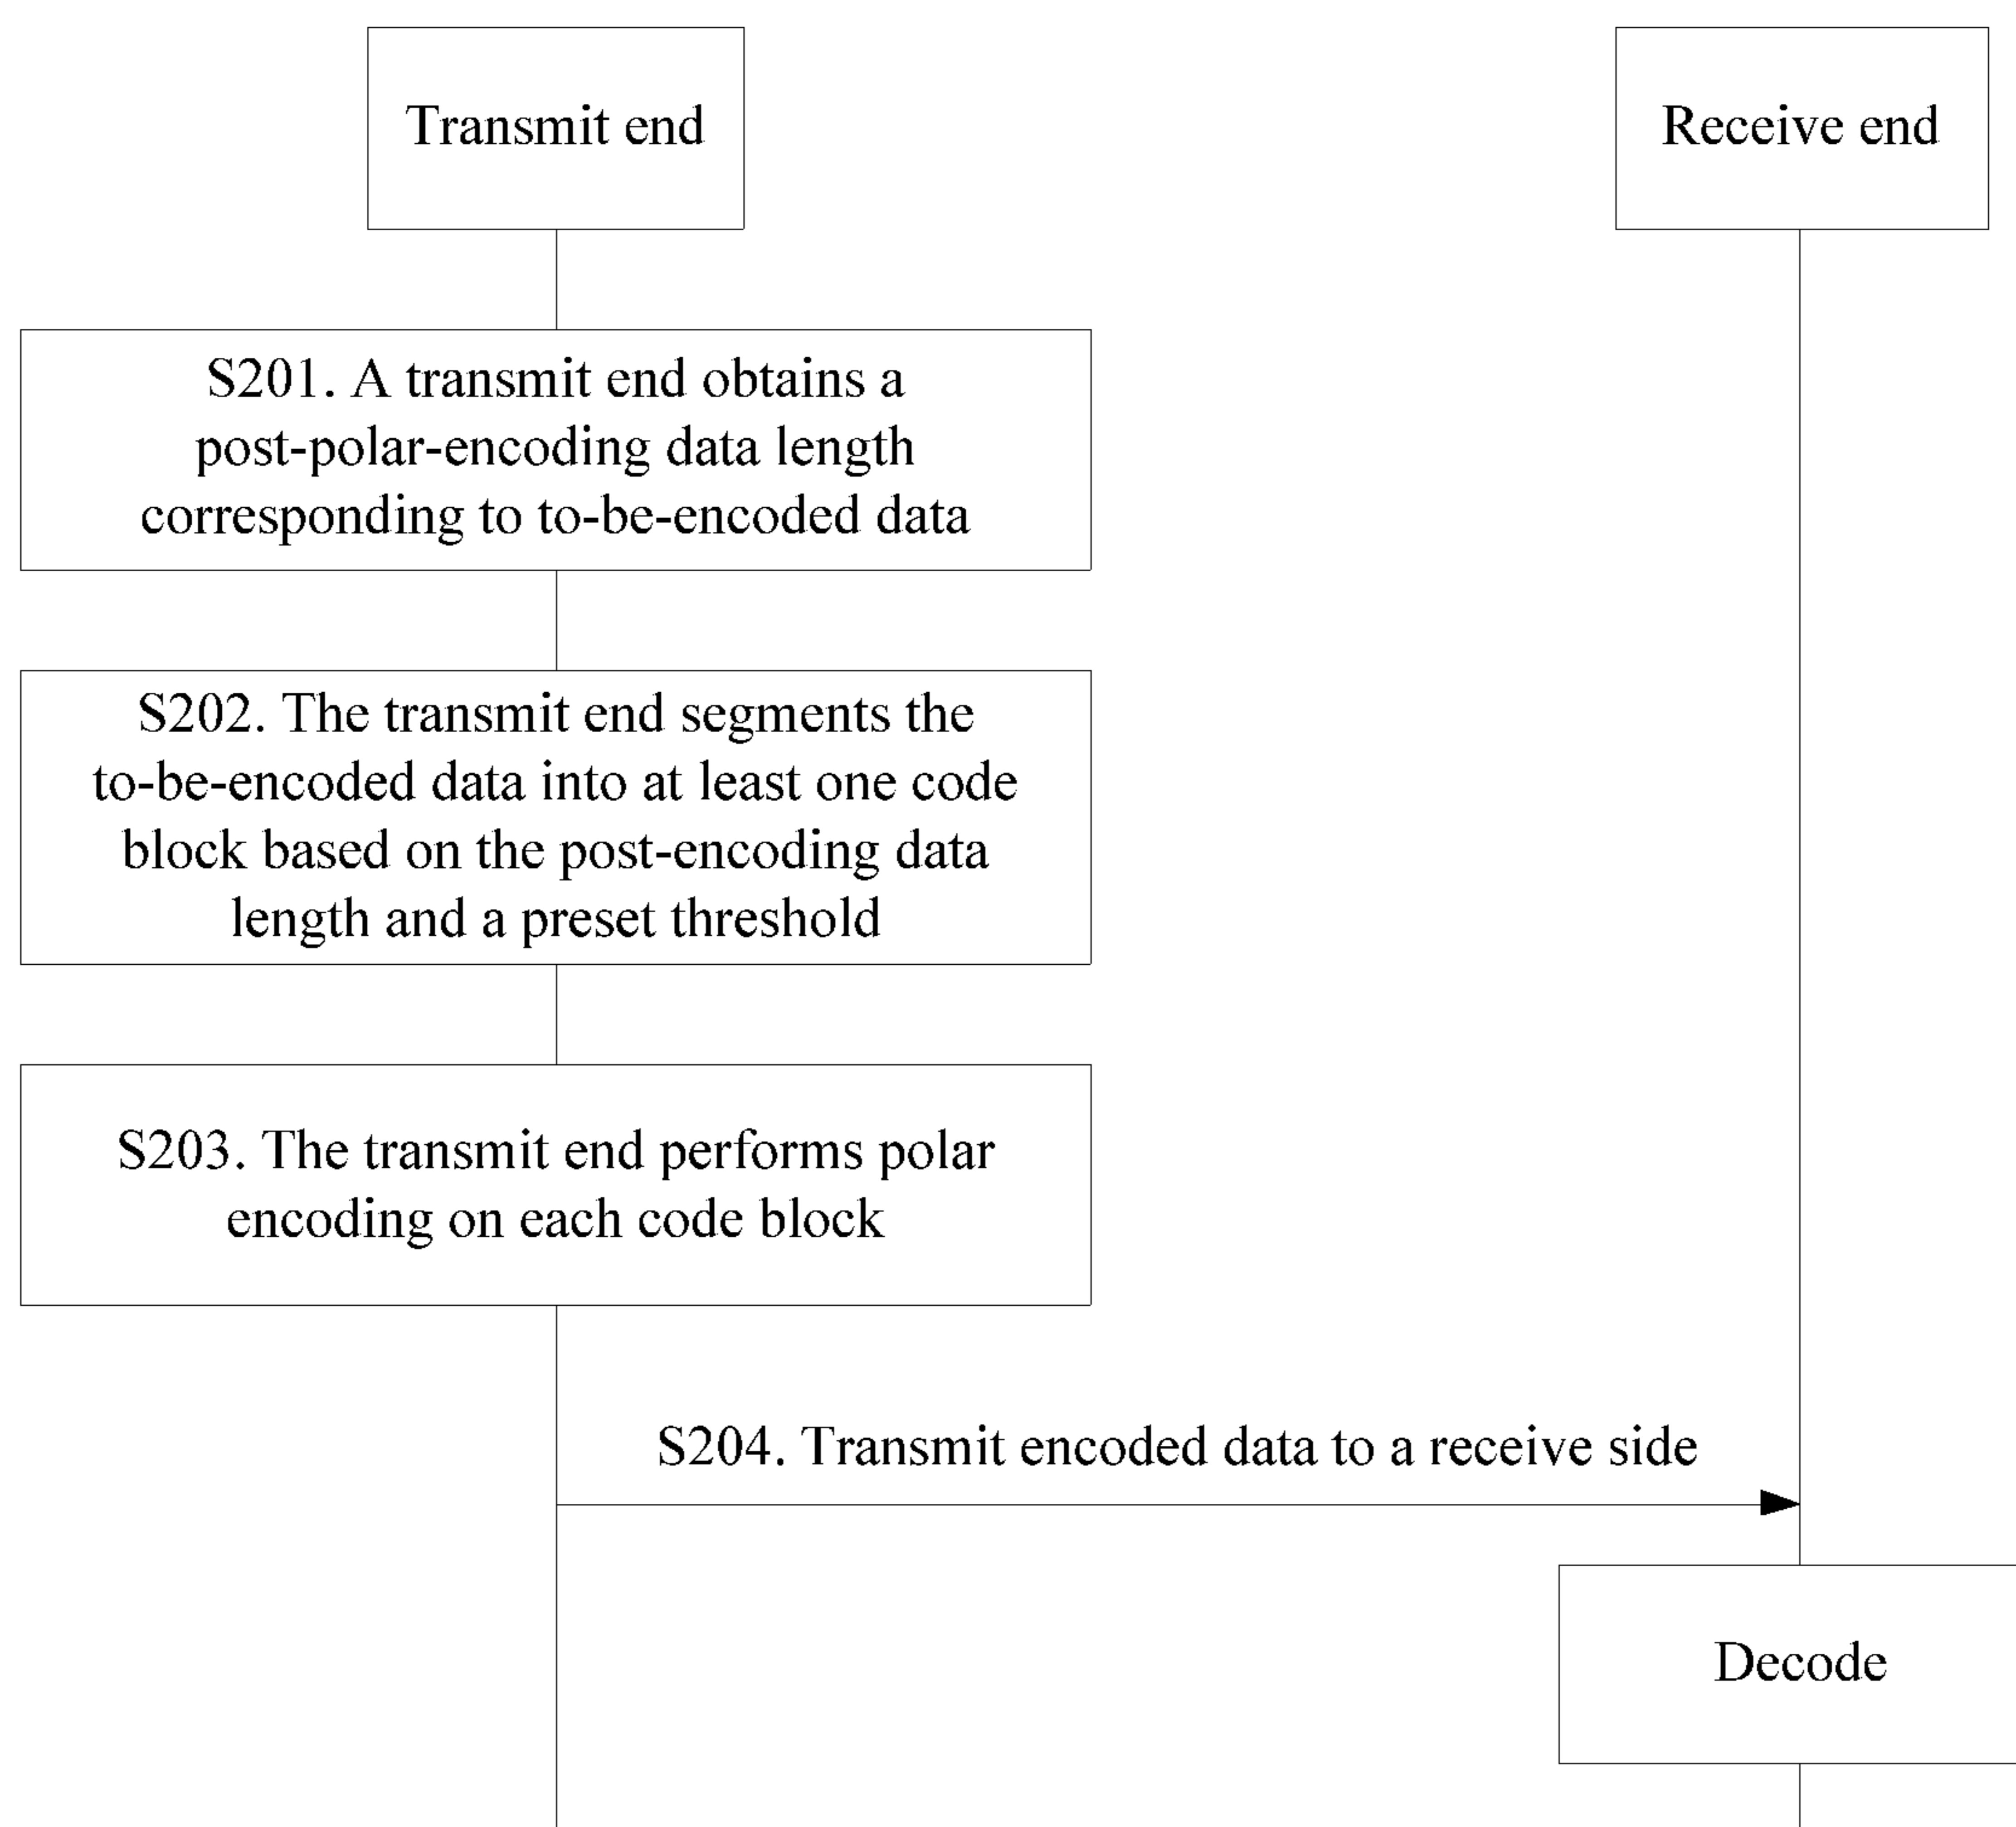 Transmit end
Receive end
S201. A transmit end obtains a
post-polar-encoding data length
corresponding to to-be-encoded data
S202. The transmit end segments the
to-be-encoded data into at least one code
block based on the post-encoding data
length and a preset threshold
S203. The transmit end performs polar
encoding on each code block
S204. Transmit encoded data to a receive side
Decode